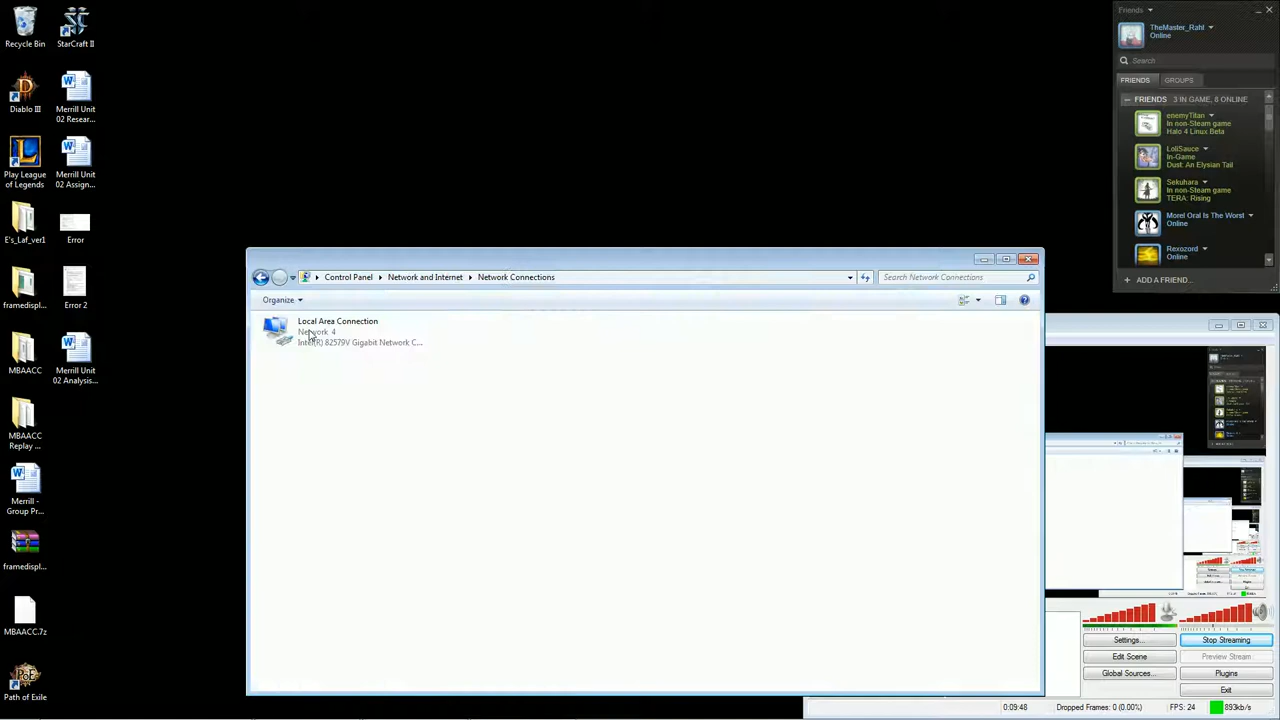 Recycle Bin
StarCraft II
Diablo III
Merrill Unit
02 Resear...
Play League
of Legends
Merrill Unit
02 Assign...
E's_Laf_ver1
Error
framedispl...
Error 2
MBAACC
Merrill Unit
02 Analysis...
MBAACC
Replay ...
Merrill -
Group Pr...
framedispl...
MBAACC.7z
Path of Exile
Control Panel
Network and Internet
Network Connections
Search Network Connections
Organize
Local Area Connection
Network 4
Intel(R) 82579V Gigabit Network C...
Friends
TheMaster_Rahl
Online
Search
FRIENDS
GROUPS
FRIENDS 3 IN GAME, 6 ONLINE
enemyTitan
In non-Steam game
Halo 4 Linux Beta
LoliSauce
In-Game
Dust: An Elysian Tail
Sekuhara
In non-Steam game
TERA: Rising
Morel Oral Is The Worst
Online
Rexozord
Online
+ ADD A FRIEND...
Settings...
Stop Streaming
Edit Scene
Preview Stream
Global Sources...
Plugins
Exit
0:09:48
Dropped Frames: 0 (0.00%)
FPS: 24
893kb/s